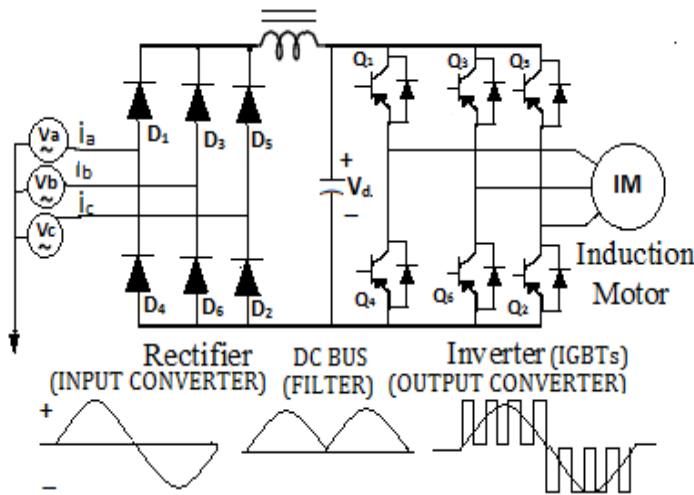 Q₁ Q₃ Q₅
D₁ D₃ D₅
Va ~ ia
Vb ~ ib
Vc ~ ic
+
Vd.
−
IM
Induction
Motor
D₄ D₆ D₂
Q₄ Q₆ Q₂
Rectifier DC BUS Inverter (IGBTs)
(INPUT CONVERTER) (FILTER) (OUTPUT CONVERTER)
+
−